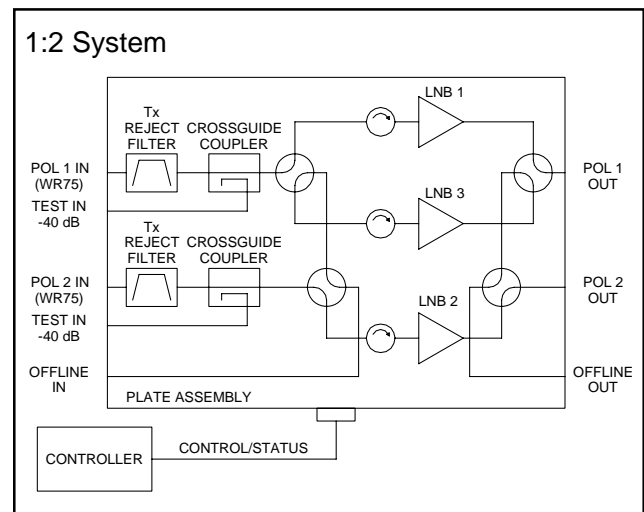 1:2 System
LNB 1
Tx
REJECT
FILTER
CROSSGUIDE
COUPLER
POL 1 IN
(WR75)
TEST IN
-40 dB
POL 1
OUT
LNB 3
Tx
REJECT
FILTER
CROSSGUIDE
COUPLER
POL 2 IN
(WR75)
TEST IN
-40 dB
LNB 2
POL 2
OUT
OFFLINE
IN
OFFLINE
OUT
PLATE ASSEMBLY
CONTROL/STATUS
CONTROLLER